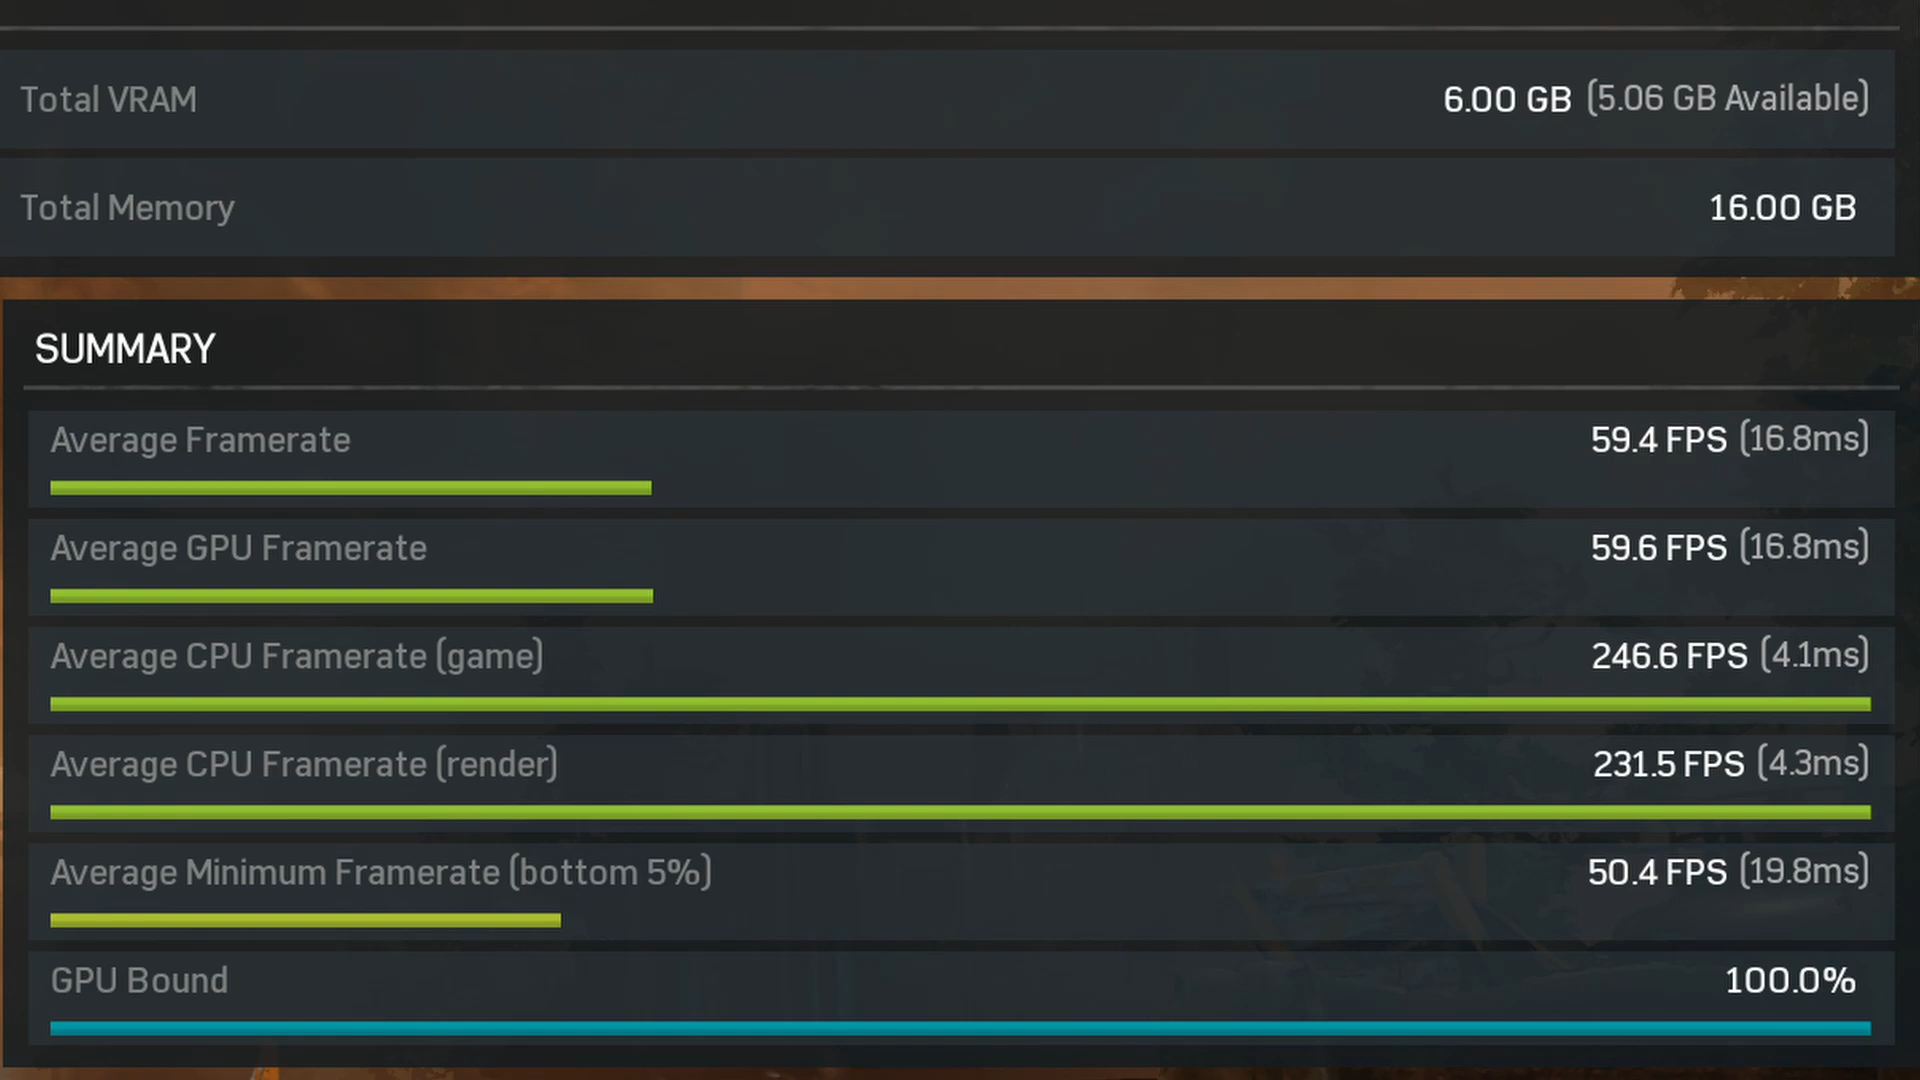 Total VRAM 6.00 GB (5.06 GB Available)
Total Memory 16.00 GB
SUMMARY
Average Framerate 59.4 FPS (16.8ms)
Average GPU Framerate 59.6 FPS (16.8ms)
Average CPU Framerate (game) 246.6 FPS (4.1ms)
Average CPU Framerate (render) 231.5 FPS (4.3ms)
Average Minimum Framerate (bottom 5%) 50.4 FPS (19.8ms)
GPU Bound 100.0%